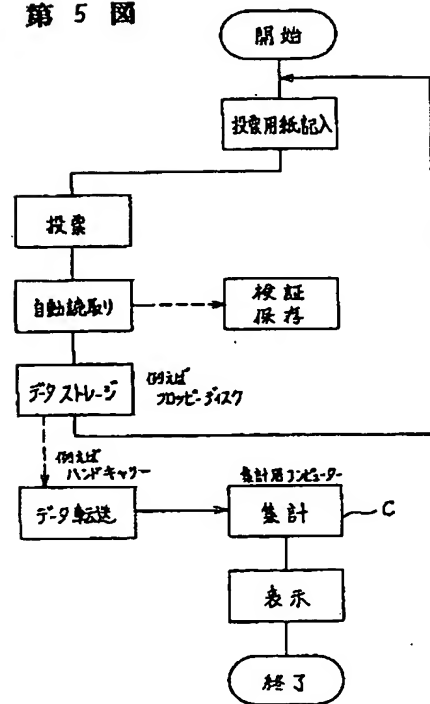 第 5 図
開始
投票用紙記入
投票
自動読取り
検証
保存
データストレージ
例えば
フロッピーディスク
例えば
ハンドキャリー
データ転送
集計用コンピューター
集計
C
表示
終了